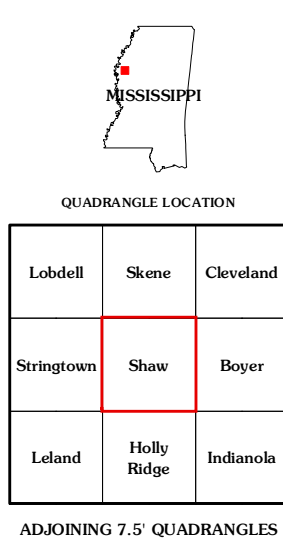 MISSISSIPPI
QUADRANGLE LOCATION
Lobdell Skene Cleveland
Stringtown Shaw Boyer
Leland Holly Ridge Indianola
ADJOINING 7.5' QUADRANGLES